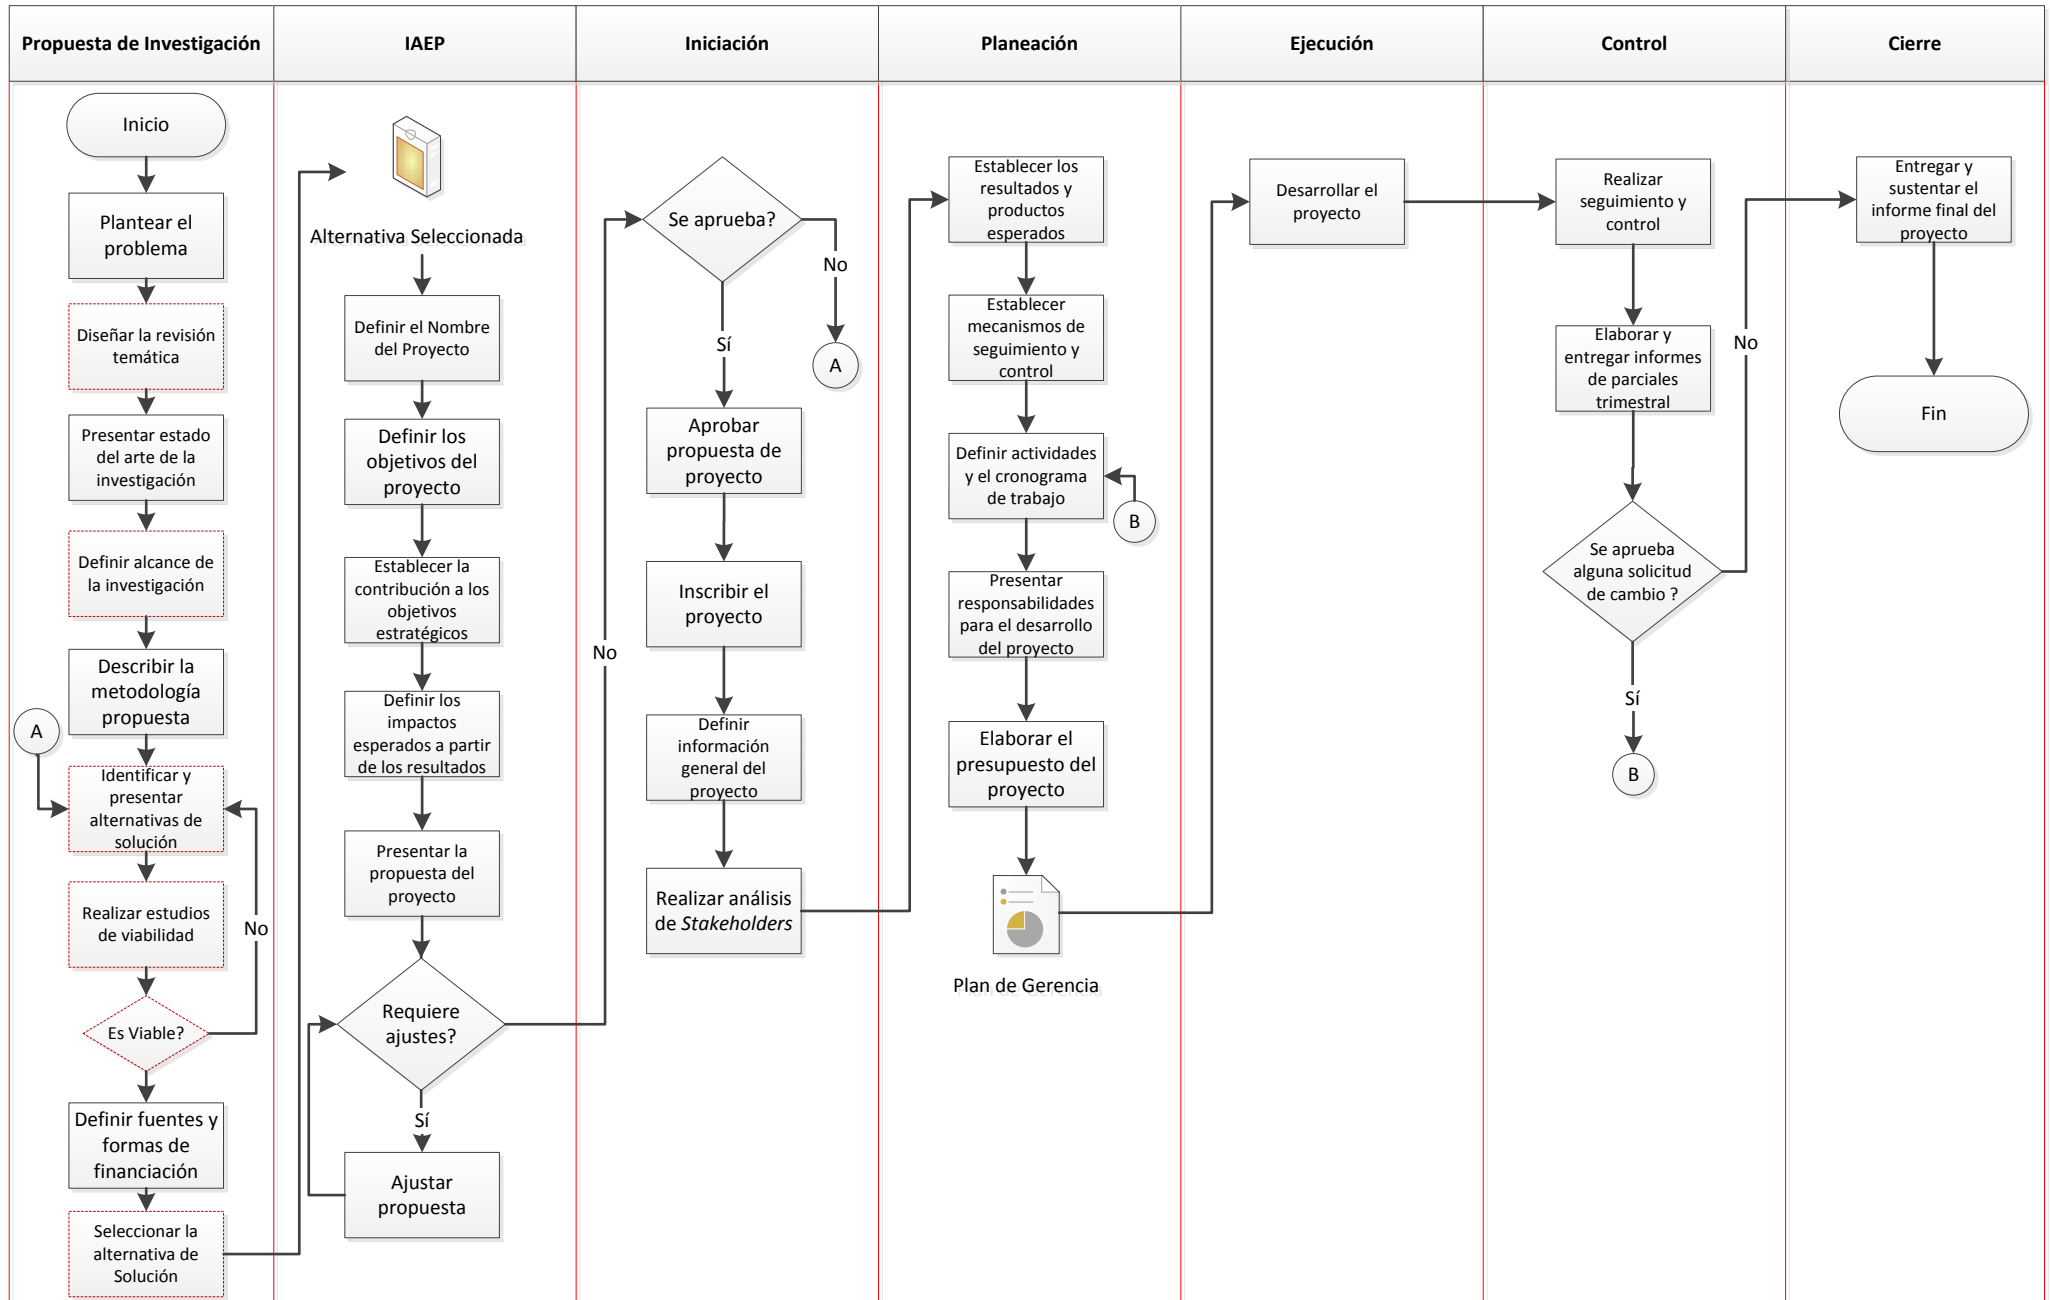 Propuesta de Investigación
IAEP
Iniciación
Planeación
Ejecución
Control
Cierre
Inicio
Plantear el
problema
Diseñar la revisión
temática
Presentar estado
del arte de la
investigación
Definir alcance de
la investigación
Describir la
metodología
propuesta
A
Identificar y
presentar
alternativas de
solución
Realizar estudios
de viabilidad
No
Es Viable?
Definir fuentes y
formas de
financiación
Seleccionar la
alternativa de
Solución
Alternativa Seleccionada
Definir el Nombre
del Proyecto
Definir los
objetivos del
proyecto
Establecer la
contribución a los
objetivos
estratégicos
Definir los
impactos
esperados a partir
de los resultados
Presentar la
propuesta del
proyecto
Requiere
ajustes?
Sí
Ajustar
propuesta
No
Se aprueba?
No
A
Sí
Aprobar
propuesta de
proyecto
Inscribir el
proyecto
Definir
información
general del
proyecto
Realizar análisis
de Stakeholders
Establecer los
resultados y
productos
esperados
Establecer
mecanismos de
seguimiento y
control
Definir actividades
y el cronograma
de trabajo
B
Presentar
responsabilidades
para el desarrollo
del proyecto
Elaborar el
presupuesto del
proyecto
Plan de Gerencia
Desarrollar el
proyecto
Realizar
seguimiento y
control
Elaborar y
entregar informes
de parciales
trimestral
Se aprueba
alguna solicitud
de cambio ?
Sí
B
No
Entregar y
sustentar el
informe final del
proyecto
Fin